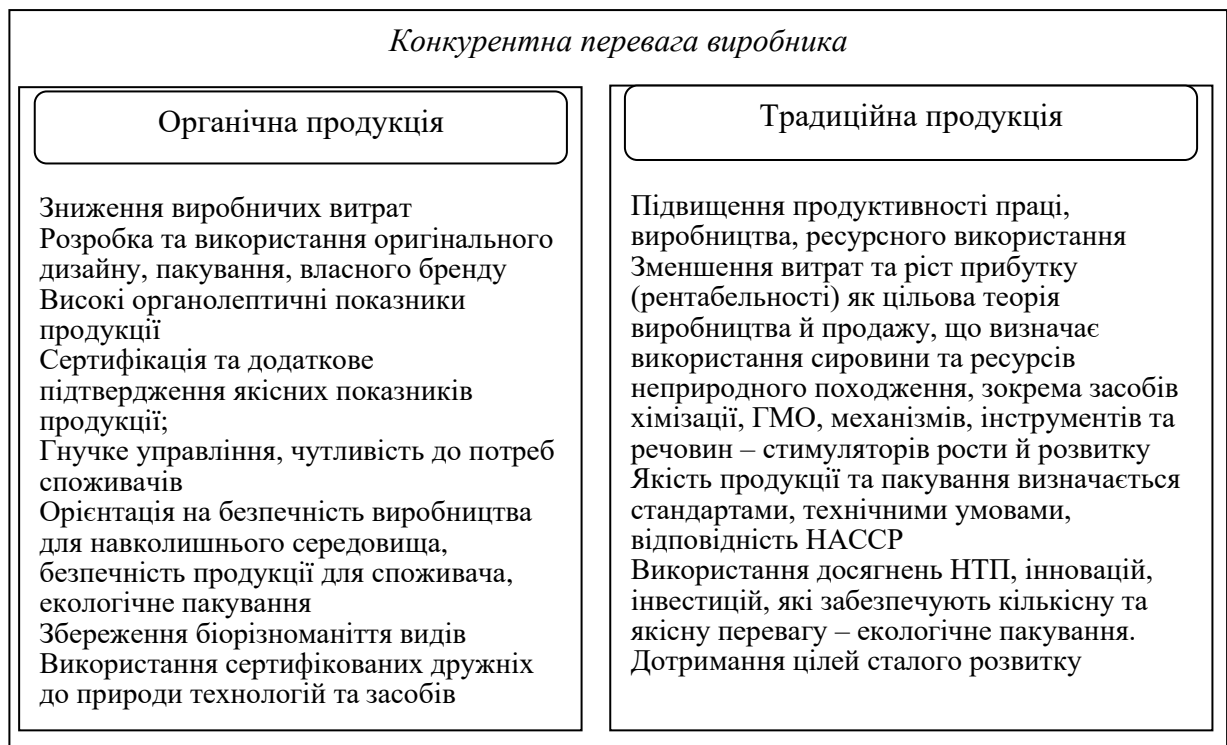 Конкурентна перевага виробника
Органічна продукція
Зниження виробничих витрат
Розробка та використання оригінального
дизайну, пакування, власного бренду
Високі органолептичні показники
продукції
Сертифікація та додаткове
підтвердження якісних показників
продукції;
Гнучке управління, чутливість до потреб
споживачів
Орієнтація на безпечність виробництва
для навколишнього середовища,
безпечність продукції для споживача,
екологічне пакування
Збереження біорізноманіття видів
Використання сертифікованих дружніх
до природи технологій та засобів
Традиційна продукція
Підвищення продуктивності праці,
виробництва, ресурсного використання
Зменшення витрат та ріст прибутку
(рентабельності) як цільова теорія
виробництва й продажу, що визначає
використання сировини та ресурсів
неприродного походження, зокрема засобів
хімізації, ГМО, механізмів, інструментів та
речовин – стимуляторів рости й розвитку
Якість продукції та пакування визначається
стандартами, технічними умовами,
відповідність НАССР
Використання досягнень НТП, інновацій,
інвестицій, які забезпечують кількісну та
якісну перевагу – екологічне пакування.
Дотримання цілей сталого розвитку